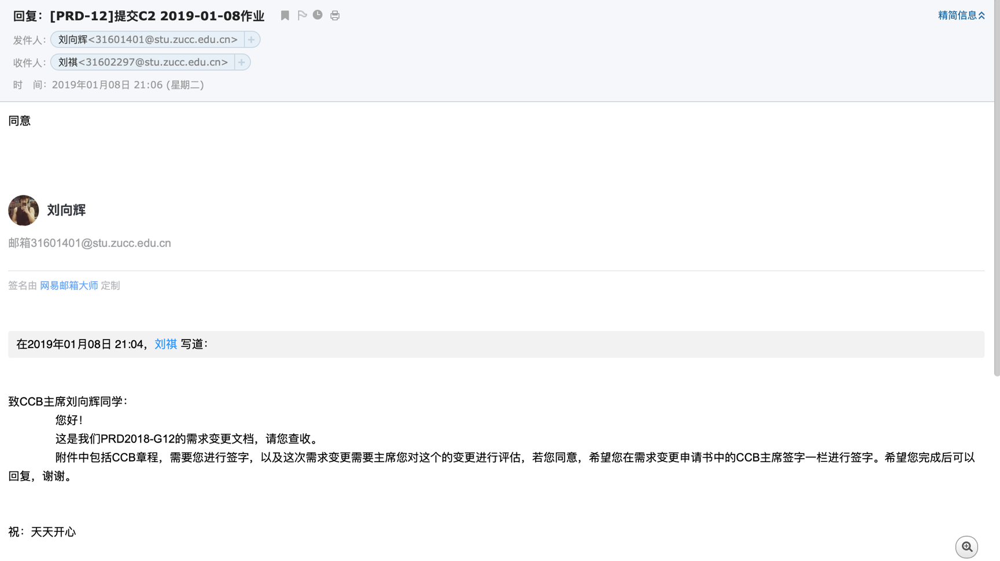 回复：[PRD-12]提交C2 2019-01-08作业
精简信息
发件人：刘向辉<31601401@stu.zucc.edu.cn> +
收件人：刘祺<31602297@stu.zucc.edu.cn> +
时 间：2019年01月08日 21:06 (星期二)
同意
刘向辉
邮箱31601401@stu.zucc.edu.cn
签名由 网易邮箱大师 定制
在2019年01月08日 21:04，刘祺 写道：
致CCB主席刘向辉同学：
您好！
这是我们PRD2018-G12的需求变更文档，请您查收。
附件中包括CCB章程，需要您进行签字，以及这次需求变更需要主席您对这个的变更进行评估，若您同意，希望您在需求变更申请书中的CCB主席签字一栏进行签字。希望您完成后可以
回复，谢谢。
祝：天天开心